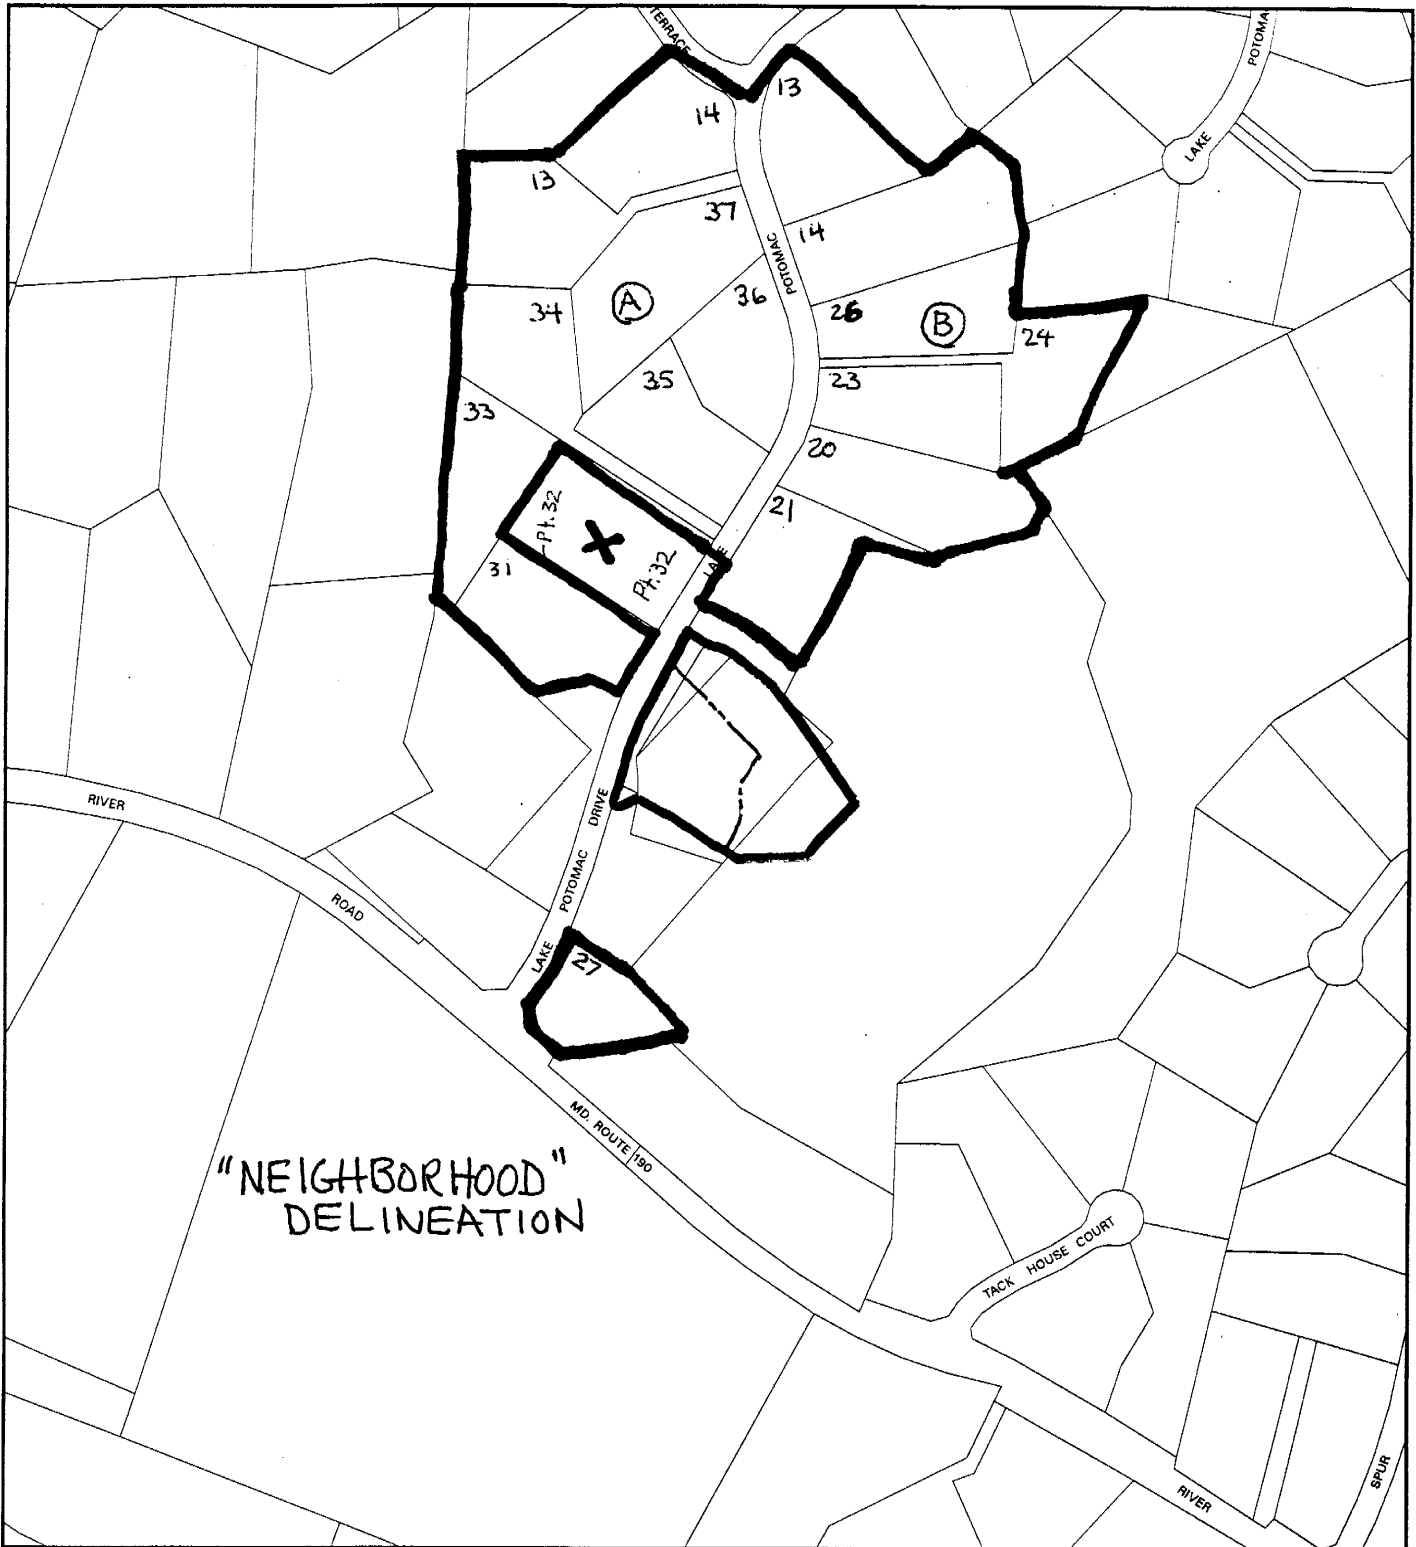 TERRACE
POTOMA
13
14
LAKE
13
37
14
POTOMAC
36
34
A
26
B
24
35
23
33
20
Pt.32
X
21
LAKE
Pt.32
31
RIVER
DRIVE
POTOMAC
ROAD
LAKE
27
MD. ROUTE 190
"NEIGHBORHOOD"
DELINEATION
TACK HOUSE COURT
SPUR
RIVER